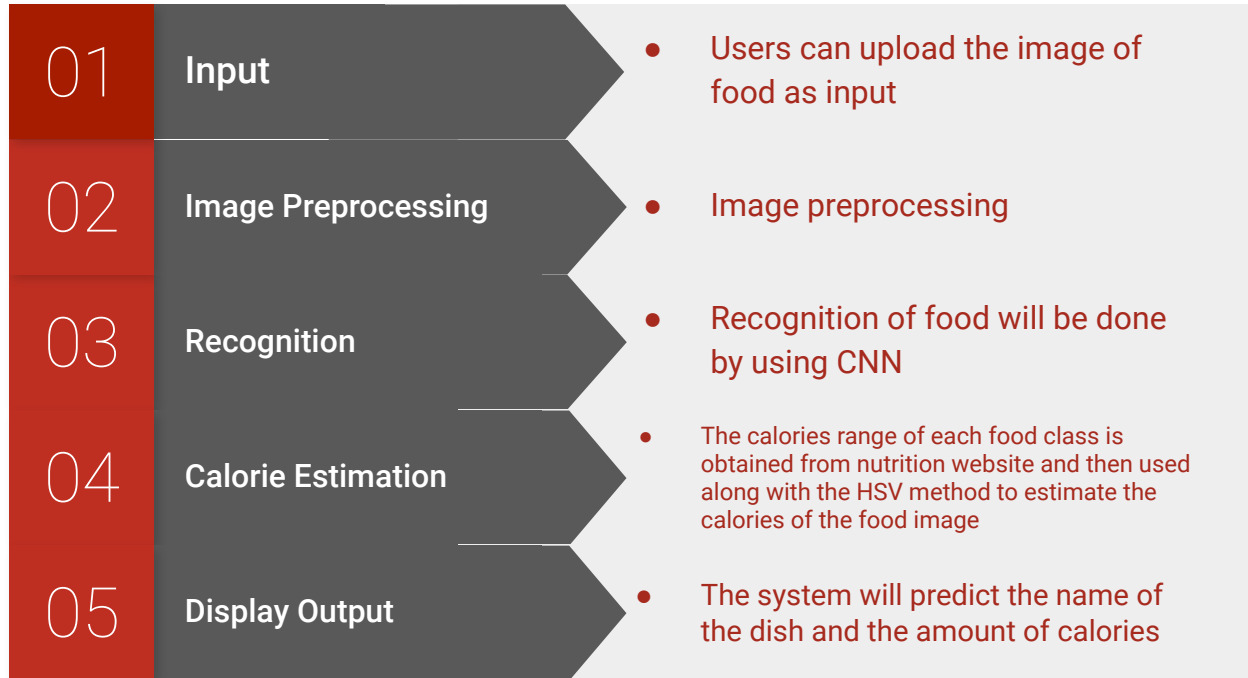 01
Input
● Users can upload the image of
food as input
02
Image Preprocessing
● Image preprocessing
03
Recognition
● Recognition of food will be done
by using CNN
04
Calorie Estimation
● The calories range of each food class is
obtained from nutrition website and then used
along with the HSV method to estimate the
calories of the food image
05
Display Output
● The system will predict the name of
the dish and the amount of calories